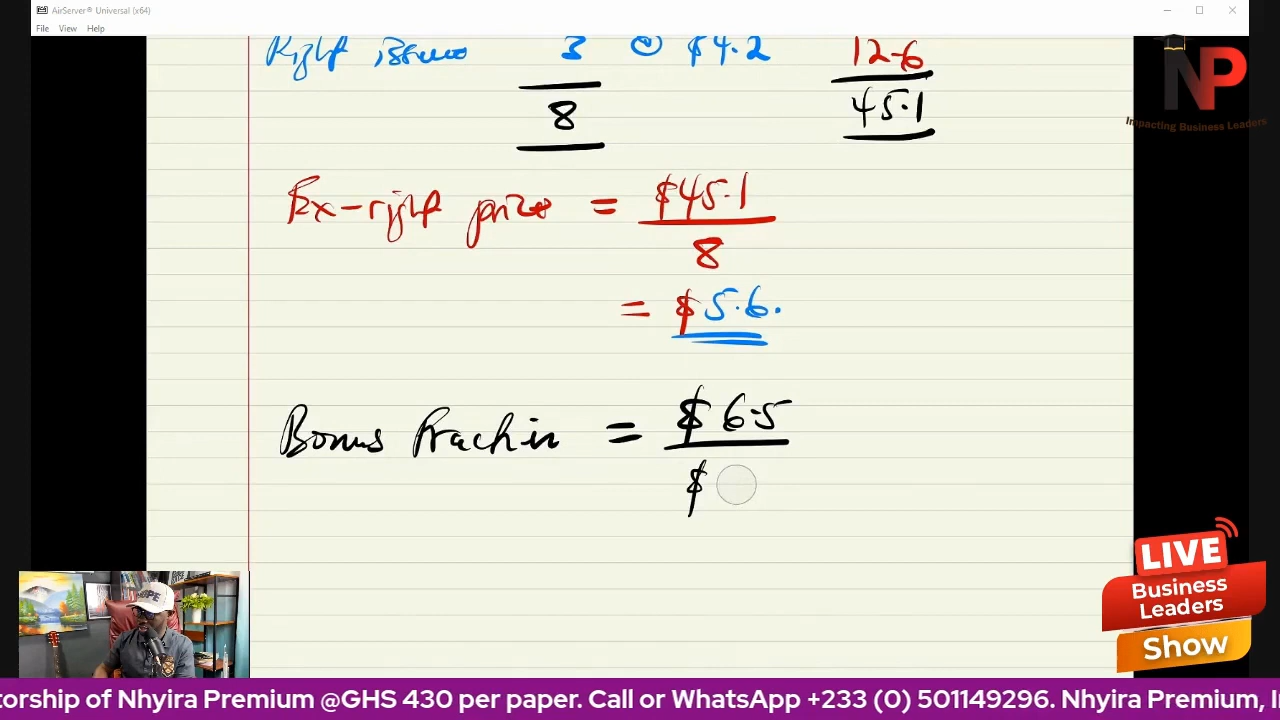 AirServer® Universal (x64)
File View Help
Right issue 3 @ $4.2 12.6
8 45.1
NP
Impacting Business Leaders
Ex-right price = $45.1
8
= $5.6.
Bonus Fraction = $6.5
$
HOPE
LIVE
Business
Leaders
Show
torship of Nhyira Premium @GHS 430 per paper. Call or WhatsApp +233 (0) 501149296. Nhyira Premium, I